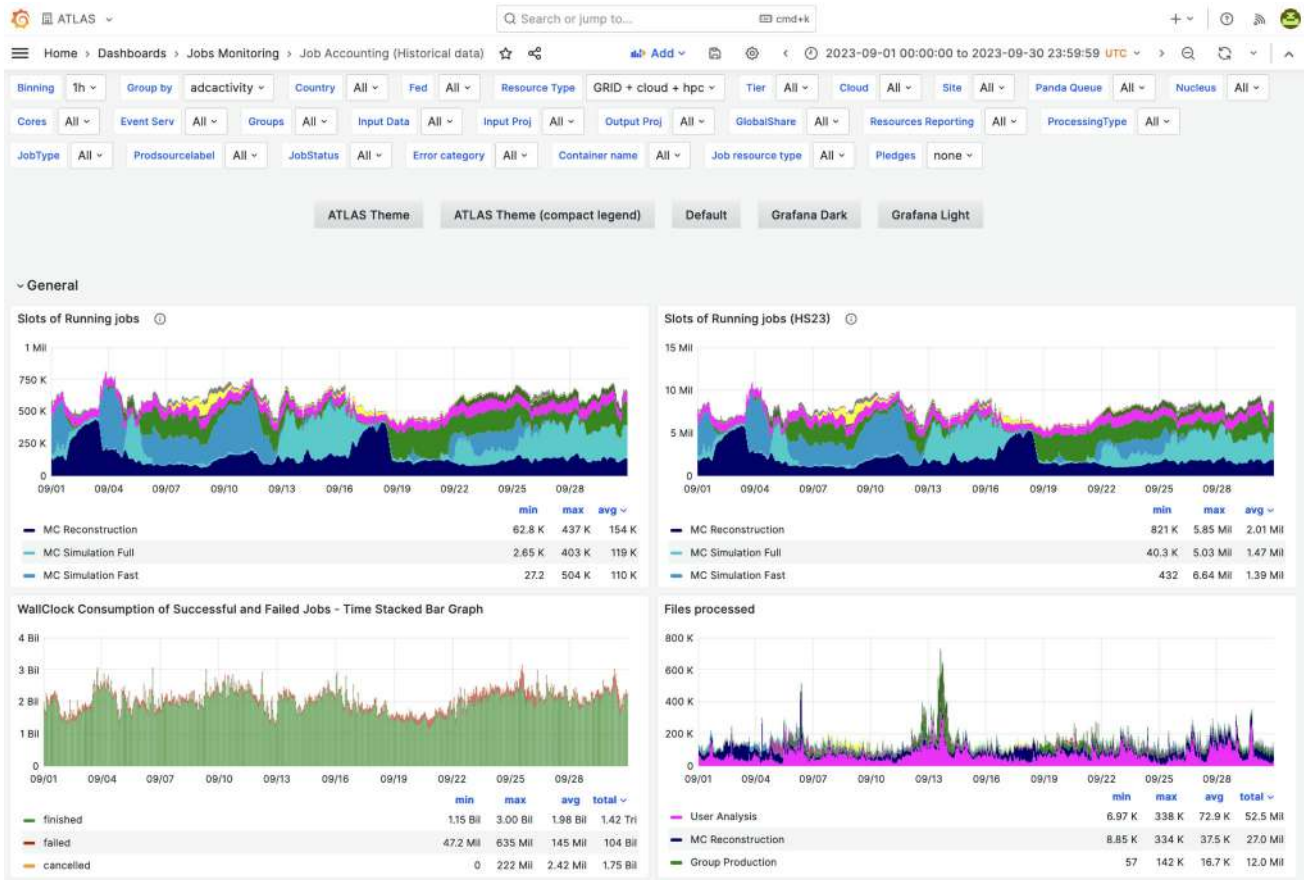 ATLAS
Search or jump to...
cmd+k
Home › Dashboards › Jobs Monitoring › Job Accounting (Historical data)
Add
2023-09-01 00:00:00 to 2023-09-30 23:59:59 UTC
Binning 1h Group by adcactivity Country All Fed All Resource Type GRID + cloud + hpc Tier All Cloud All Site All Panda Queue All Nucleus All
Cores All Event Serv All Groups All Input Data All Input Proj All Output Proj All GlobalShare All Resources Reporting All ProcessingType All
JobType All Prodsourcelabel All JobStatus All Error category All Container name All Job resource type All Pledges none
ATLAS Theme
ATLAS Theme (compact legend)
Default
Grafana Dark
Grafana Light
General
Slots of Running jobs
1 Mil
750 K
500 K
250 K
0
09/01 09/04 09/07 09/10 09/13 09/16 09/19 09/22 09/25 09/28
min max avg
MC Reconstruction 62.8 K 437 K 154 K
MC Simulation Full 2.65 K 403 K 119 K
MC Simulation Fast 27.2 504 K 110 K
Slots of Running jobs (HS23)
15 Mil
10 Mil
5 Mil
0
09/01 09/04 09/07 09/10 09/13 09/16 09/19 09/22 09/25 09/28
min max avg
MC Reconstruction 821 K 5.85 Mil 2.01 Mil
MC Simulation Full 40.3 K 5.03 Mil 1.47 Mil
MC Simulation Fast 432 6.64 Mil 1.39 Mil
WallClock Consumption of Successful and Failed Jobs - Time Stacked Bar Graph
4 Bil
3 Bil
2 Bil
1 Bil
0
09/01 09/04 09/07 09/10 09/13 09/16 09/19 09/22 09/25 09/28
min max avg total
finished 1.15 Bil 3.00 Bil 1.98 Bil 1.42 Tri
failed 47.2 Mil 635 Mil 145 Mil 104 Bil
cancelled 0 222 Mil 2.42 Mil 1.75 Bil
Files processed
800 K
600 K
400 K
200 K
0
09/01 09/04 09/07 09/10 09/13 09/16 09/19 09/22 09/25 09/28
min max avg total
User Analysis 6.97 K 338 K 72.9 K 52.5 Mil
MC Reconstruction 8.85 K 334 K 37.5 K 27.0 Mil
Group Production 57 142 K 16.7 K 12.0 Mil